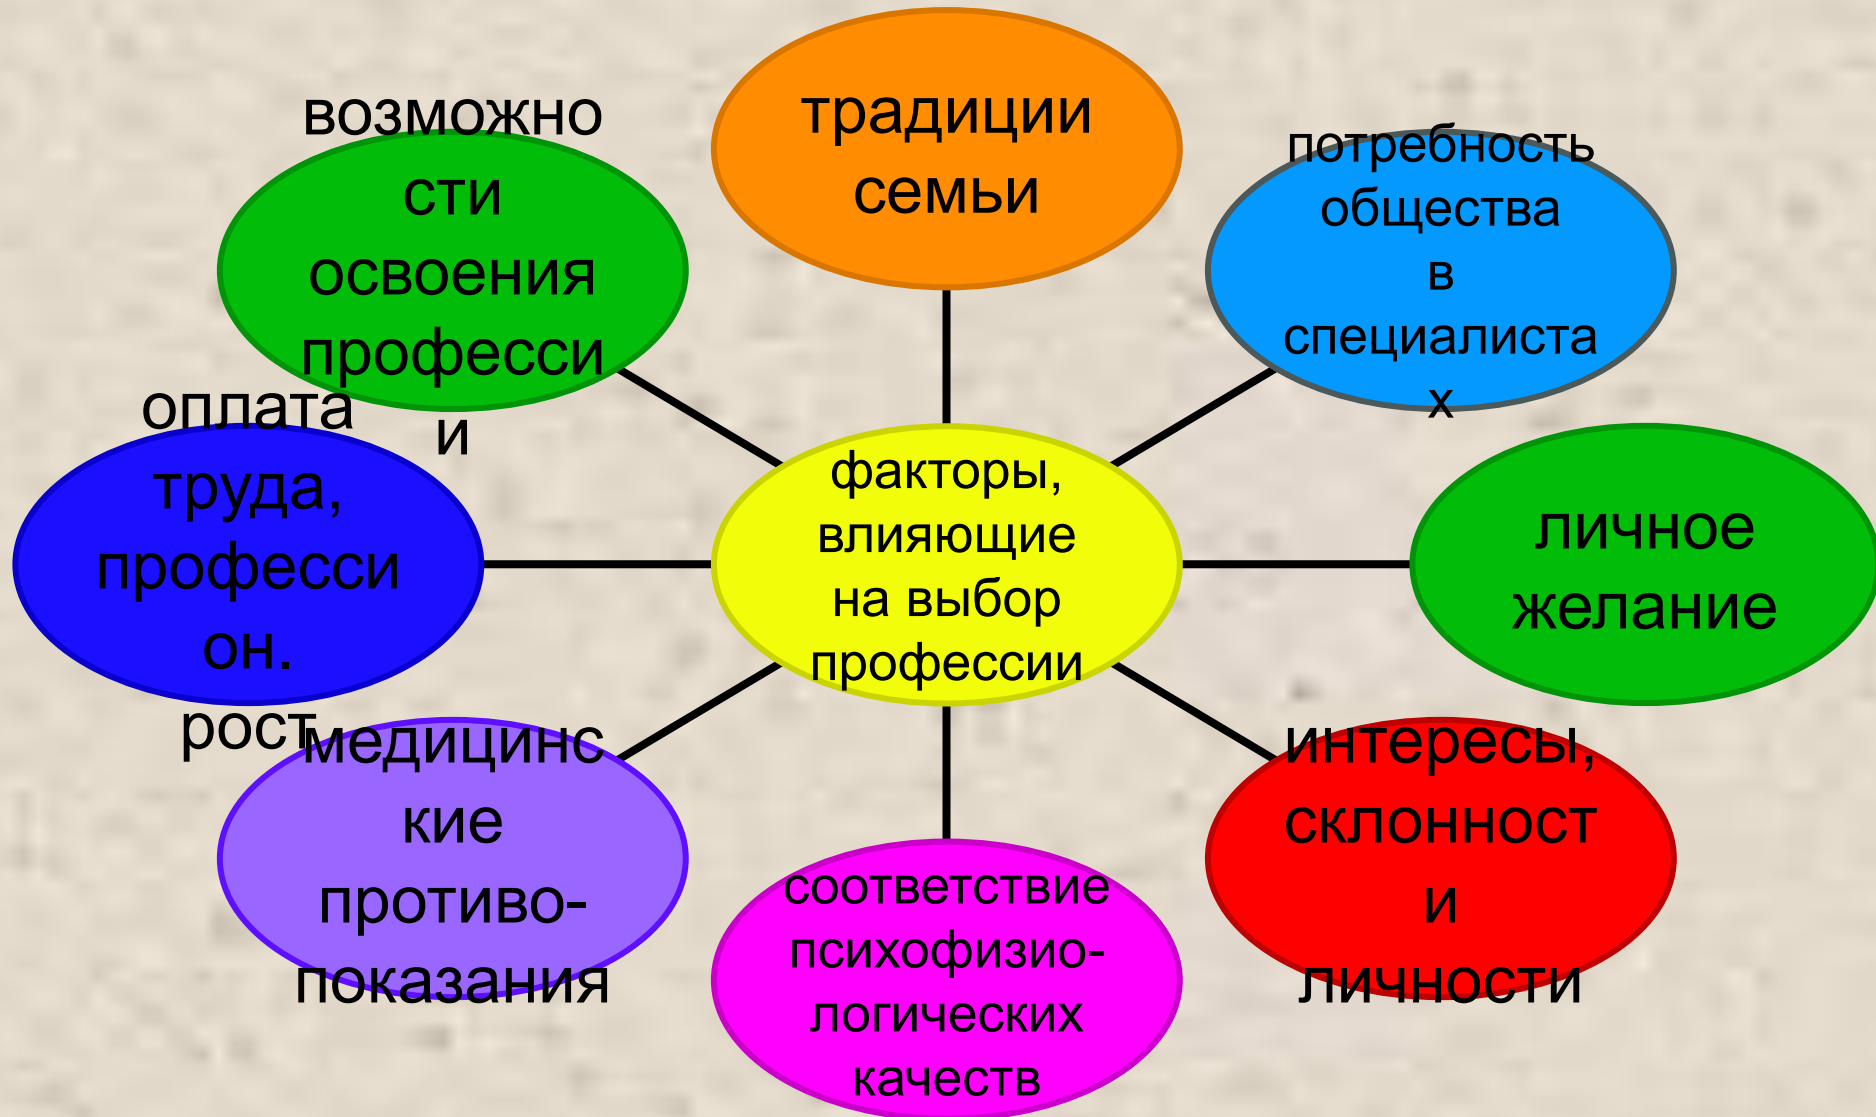 традиции
семьи
потребность
общества
в
специалиста
х
личное
желание
интересы,
склонност
и
личности
соответствие
психофизио-
логических
качеств
медицинс
кие
противо-
показания
оплата
труда,
професси
он.
рост
возможно
сти
освоения
професси
и
факторы,
влияющие
на выбор
профессии